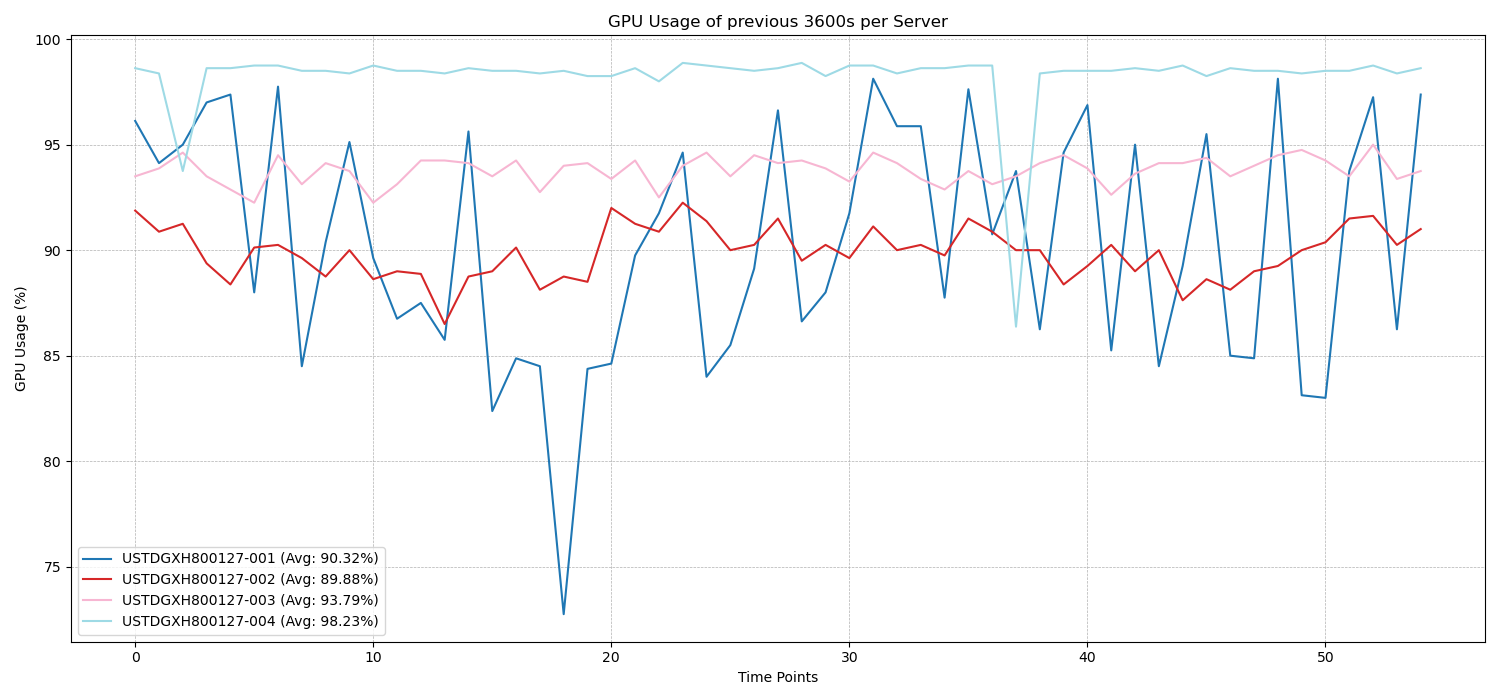 GPU Usage of previous 3600s per Server
100
95
90
85
80
75
GPU Usage (%)
USTDGXH800127-001 (Avg: 90.32%)
USTDGXH800127-002 (Avg: 89.88%)
USTDGXH800127-003 (Avg: 93.79%)
USTDGXH800127-004 (Avg: 98.23%)
0 10 20 30 40 50
Time Points